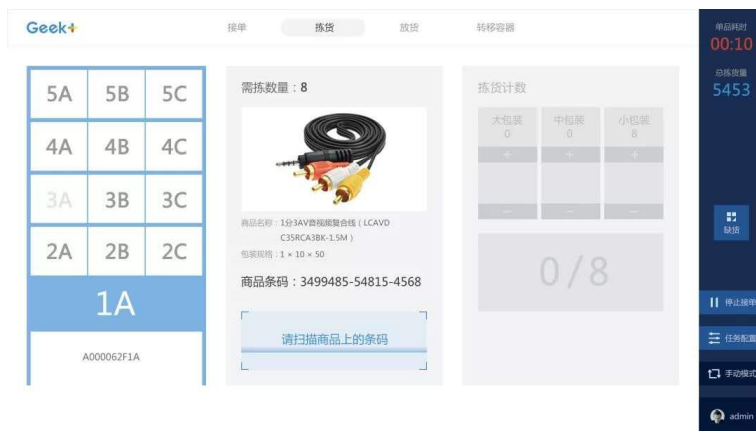 Geek+
接单 拣货 放货 转移容器
单品耗时
00:10
总拣货量
5453
5A 5B 5C
4A 4B 4C
3A 3B 3C
2A 2B 2C
1A
A000062F1A
需拣数量：8
商品名称：1分3AV音视频复合线（LCAVD
C35RCA3BK-1.5M）
包装规格：1 × 10 × 50
商品条码：3499485-54815-4568
请扫描商品上的条码
拣货计数
大包装 中包装 小包装
0 0 8
+ + +
− − −
0/8
缺货
停止接单
任务配置
手动模式
admin